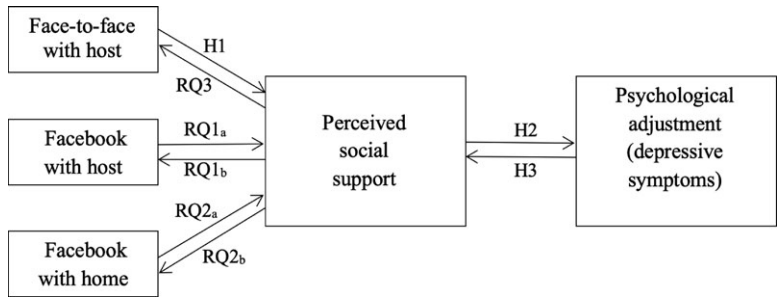 Face-to-face
with host
H1
RQ3
Facebook
with host
RQ1a
RQ1b
Facebook
with home
RQ2a
RQ2b
Perceived
social
support
H2
H3
Psychological
adjustment
(depressive
symptoms)